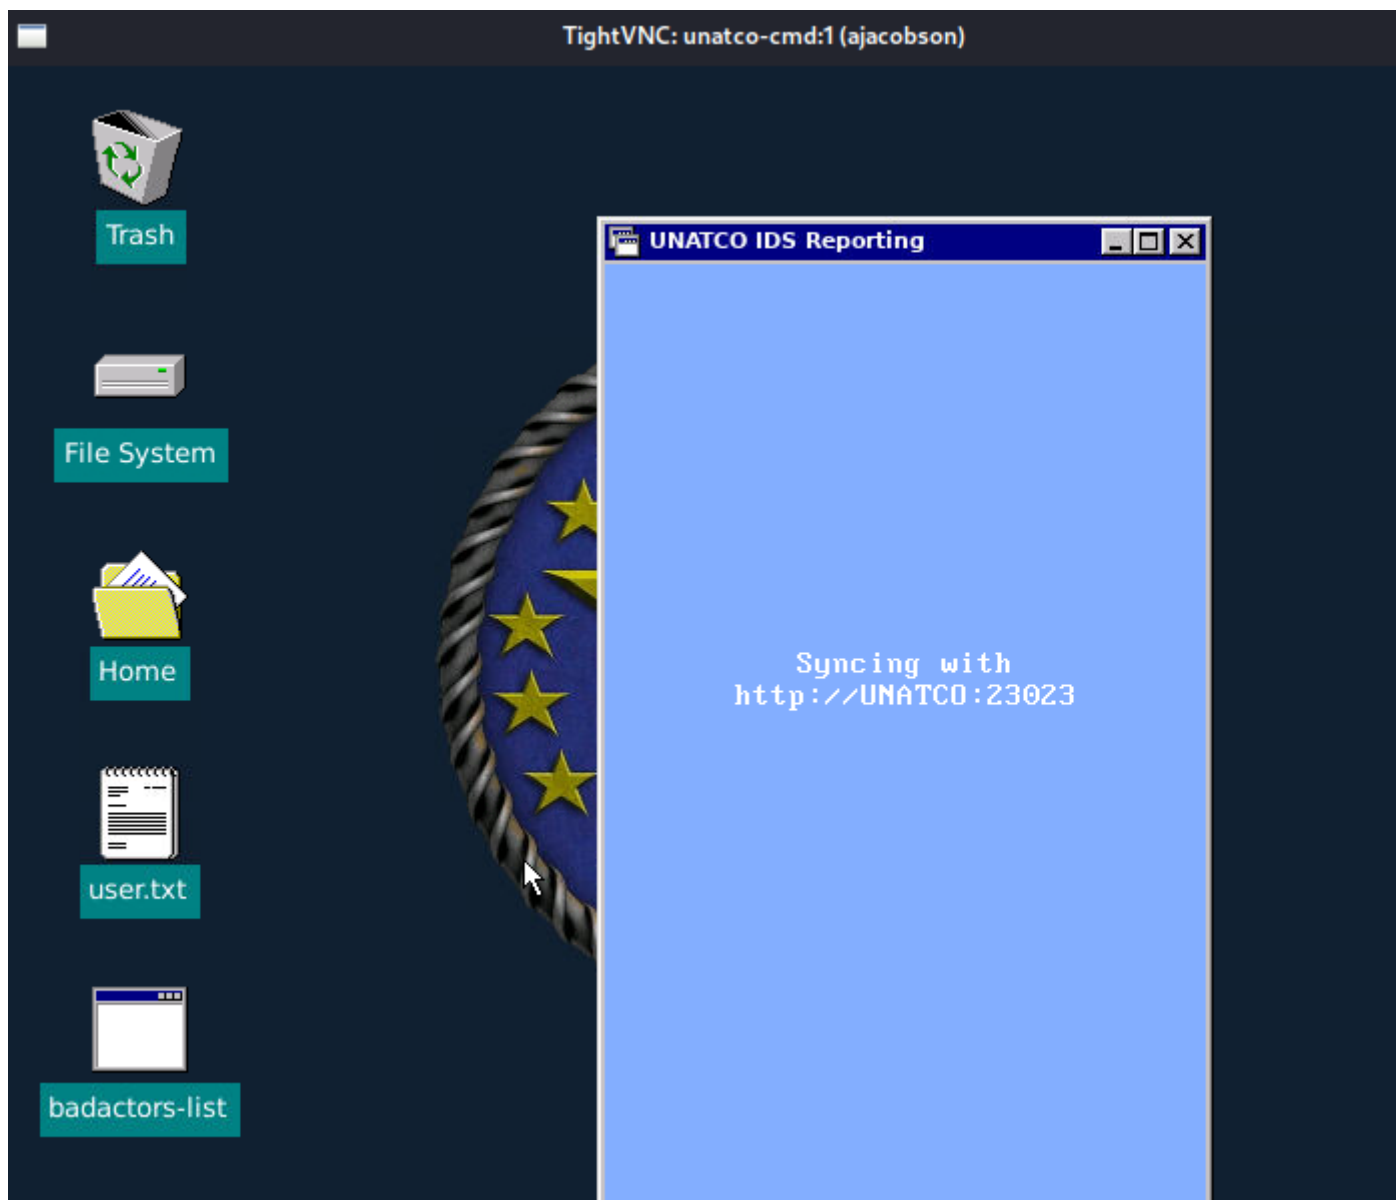 TightVNC: unatco-cmd:1 (ajacobson)
Trash
File System
Home
user.txt
badactors-list
UNATCO IDS Reporting
Syncing with
http://UNATCO:23023